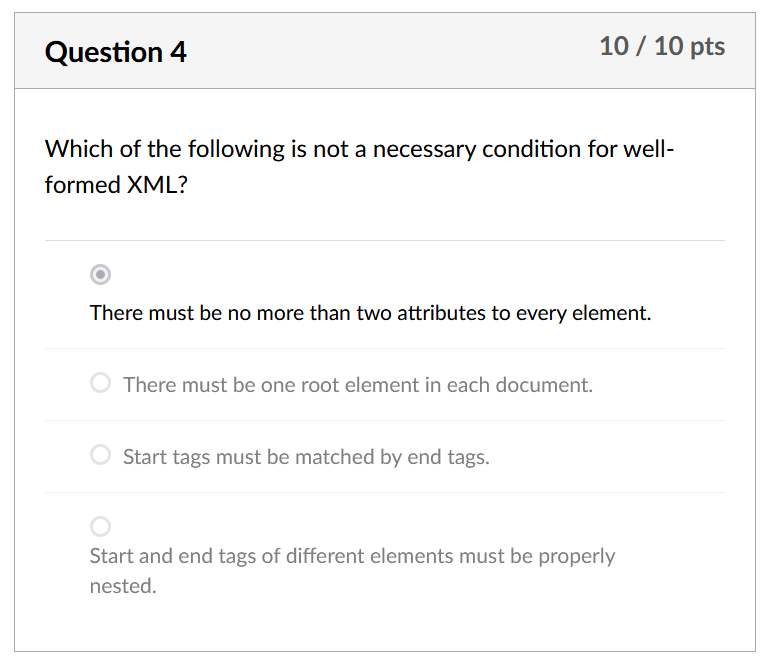 Question 4
10 / 10 pts
Which of the following is not a necessary condition for well-
formed XML?
There must be no more than two attributes to every element.
There must be one root element in each document.
Start tags must be matched by end tags.
Start and end tags of different elements must be properly
nested.